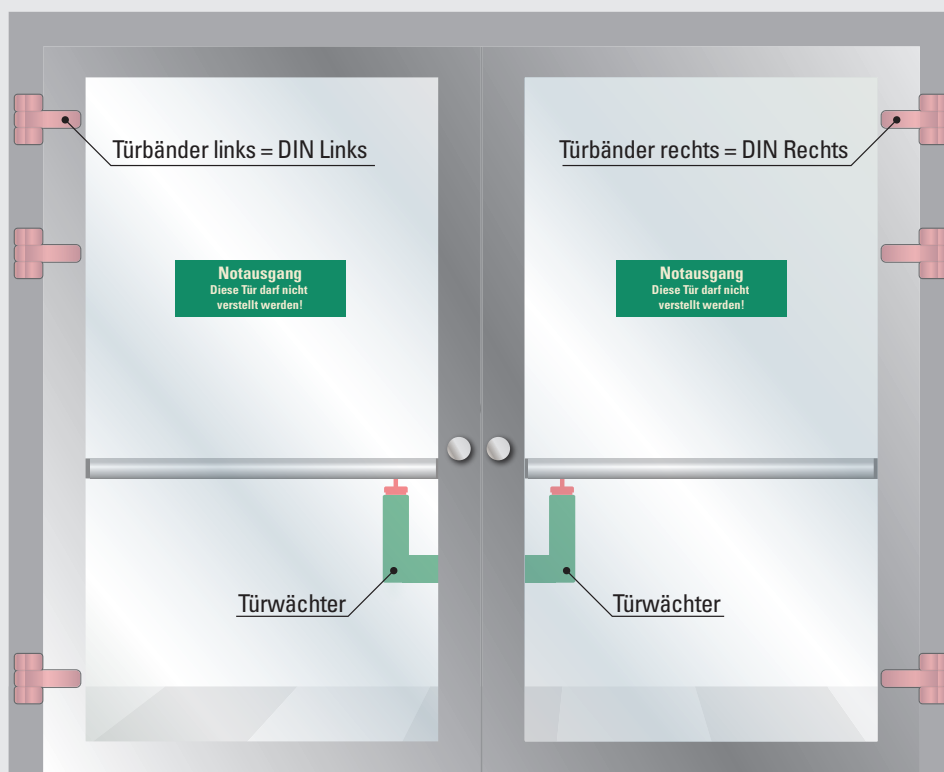 Türbänder links = DIN Links
Türbänder rechts = DIN Rechts
Notausgang
Diese Tür darf nicht
verstellt werden!
Notausgang
Diese Tür darf nicht
verstellt werden!
Türwächter
Türwächter